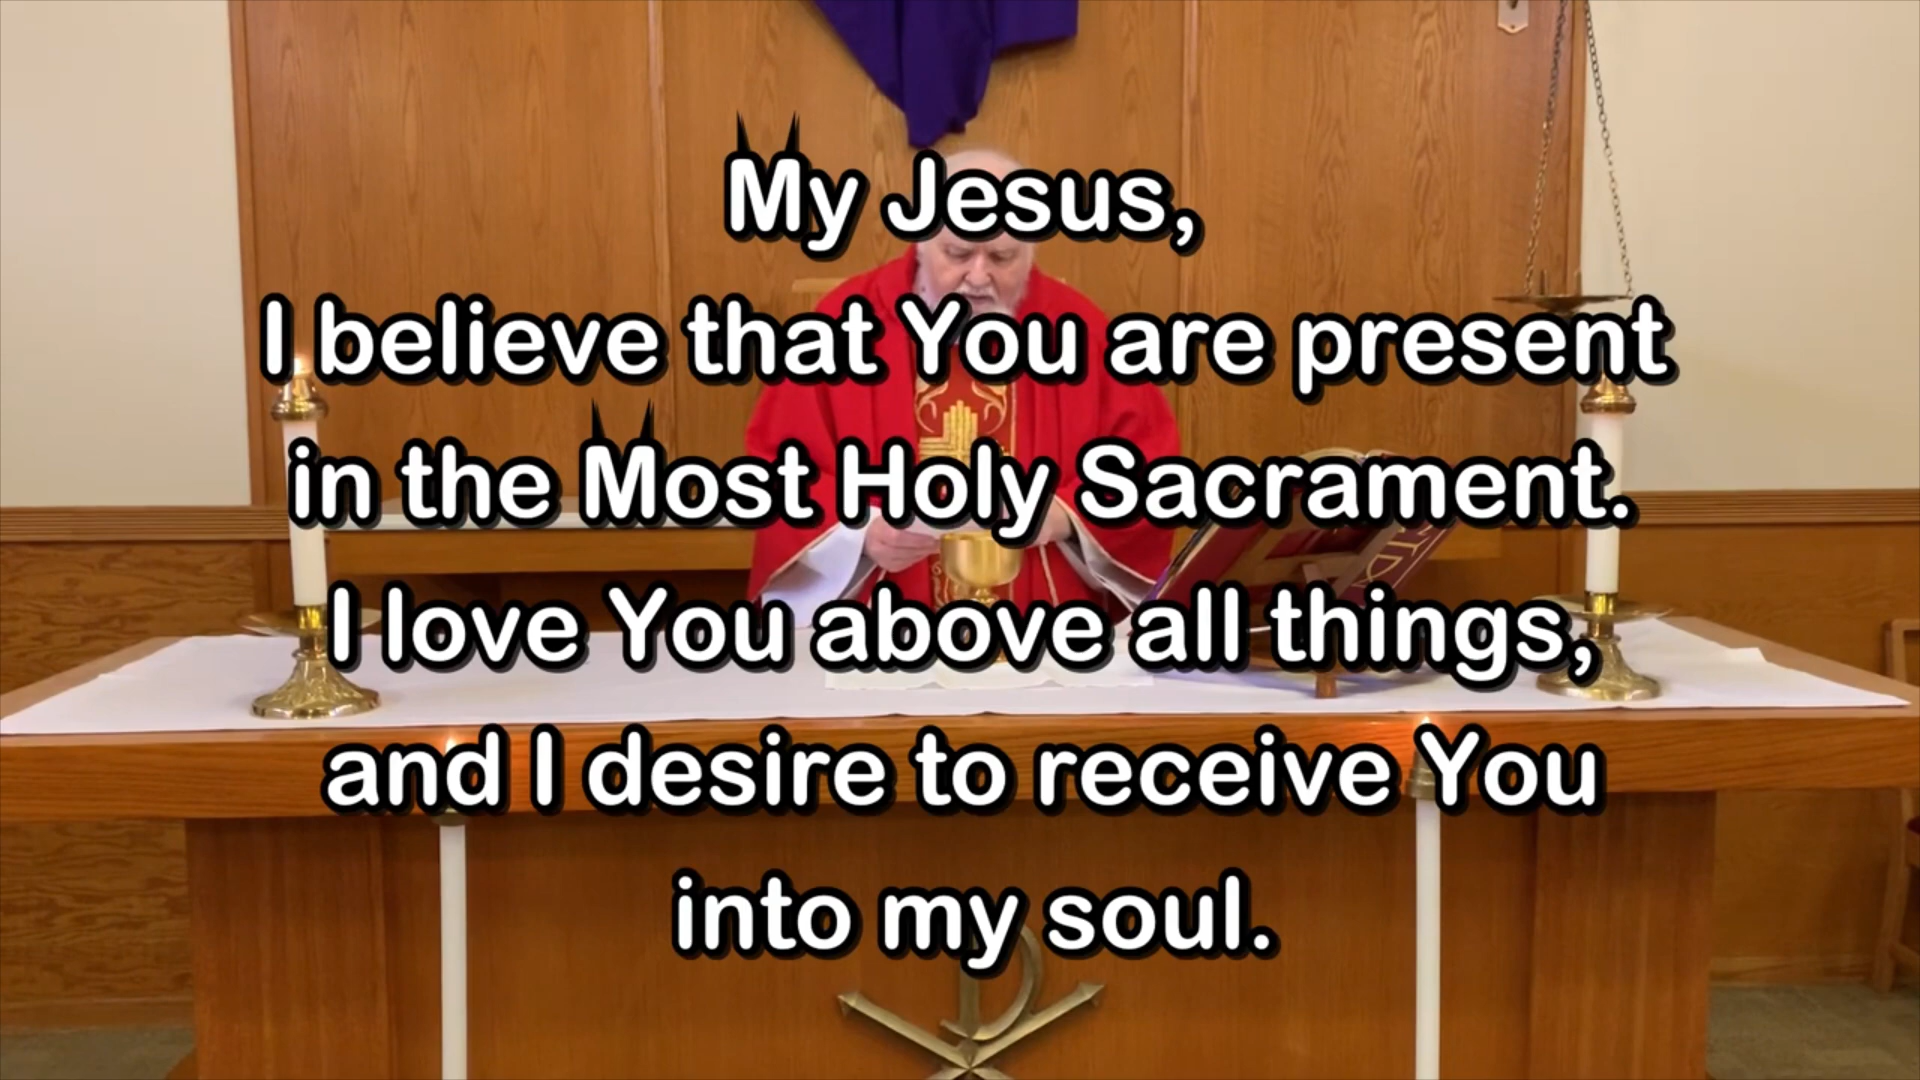 My Jesus,
I believe that You are present
in the Most Holy Sacrament.
I love You above all things,
and I desire to receive You
into my soul.